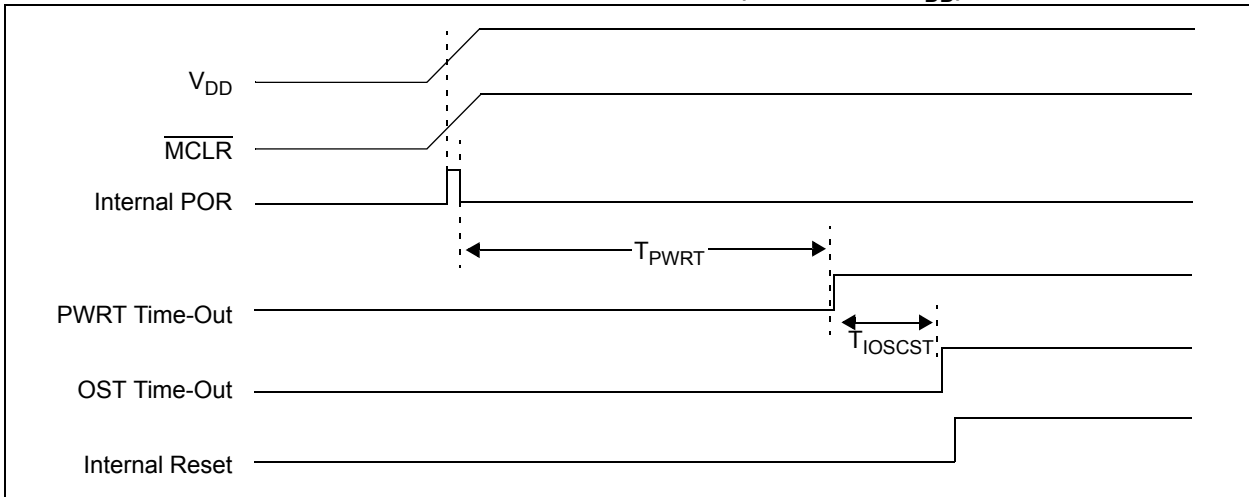 VDD
MCLR
Internal POR
TPWRT
PWRT Time-Out
TIOSCST
OST Time-Out
Internal Reset